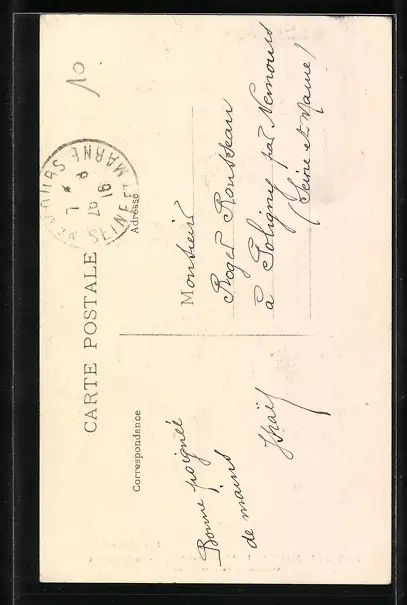 10
CARTE POSTALE
Correspondance
Adresse
NEMOURS
SEINE ET MARNE
Bonne poignée
de mains
Monsieur
Roger Rousseau
à Poligny par Nemours
(Seine et Marne)